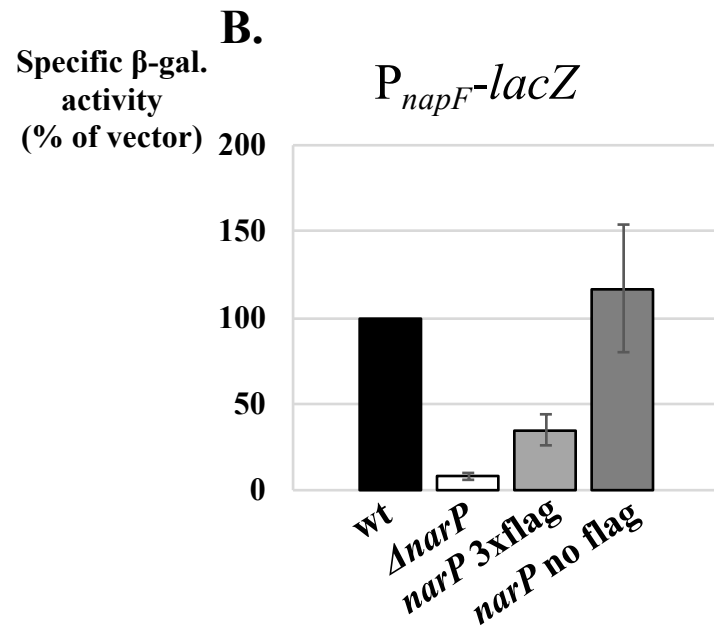 B.
Specific β-gal.
activity
(% of vector)
PnapF-lacZ
200
150
100
50
0
wt
ΔnarP
narP 3xflag
narP no flag